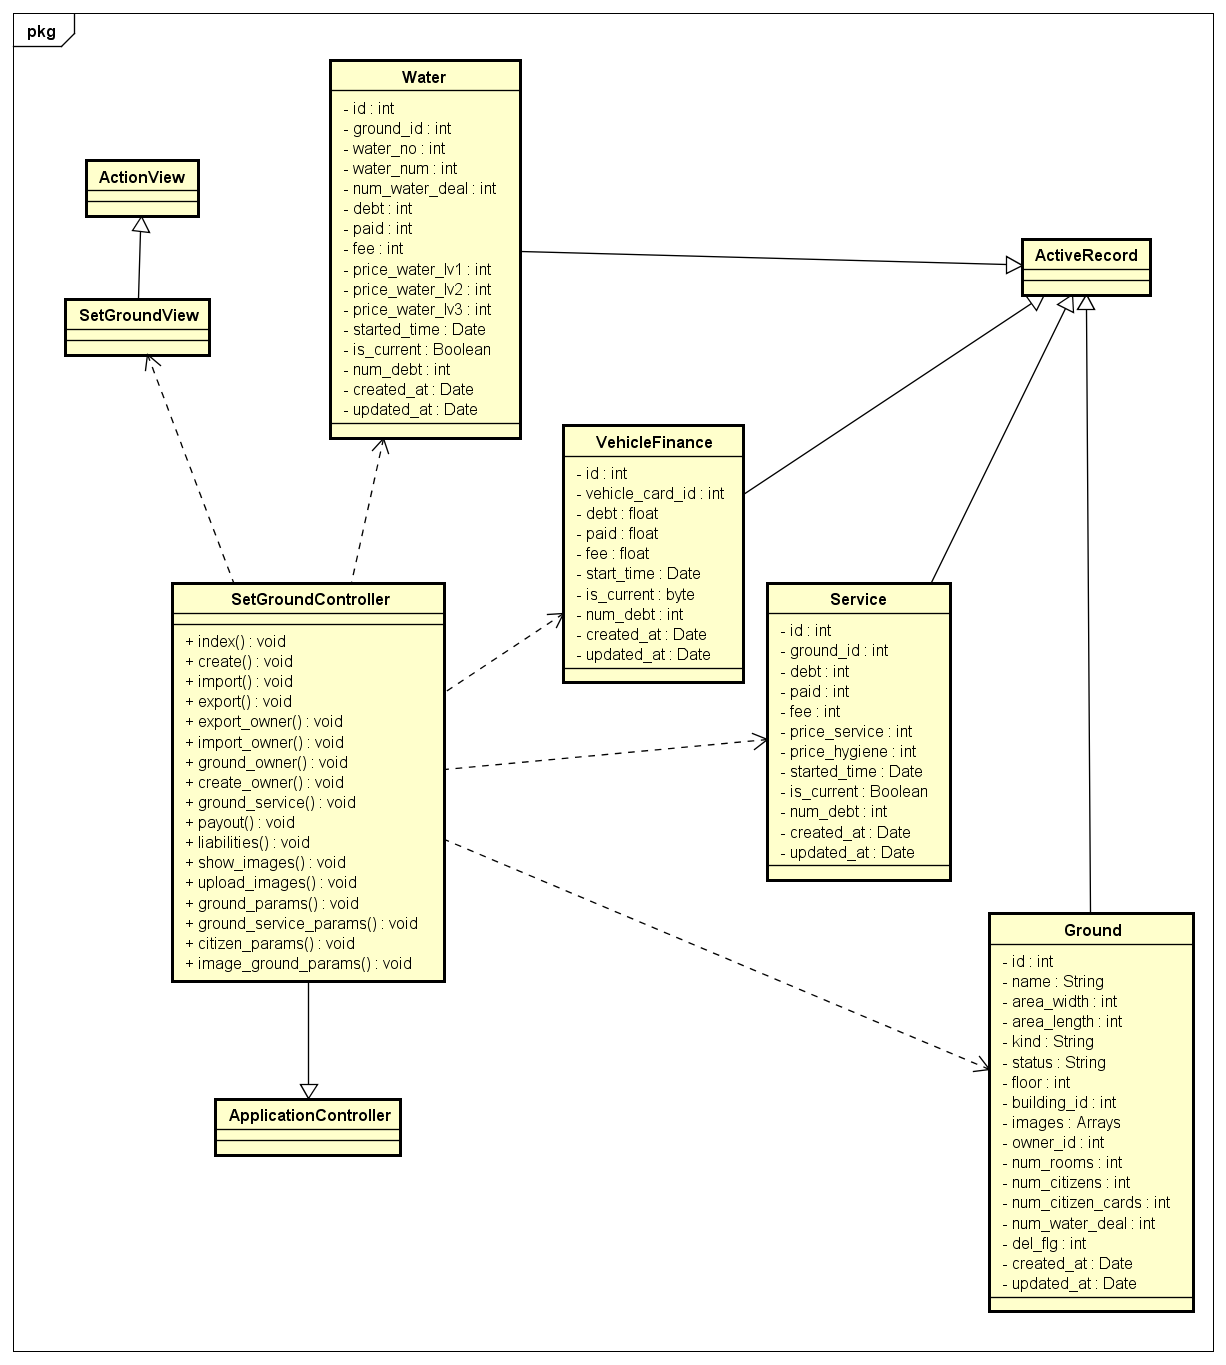 pkg
Water
- id : int
- ground_id : int
- water_no : int
- water_num : int
- num_water_deal : int
- debt : int
- paid : int
- fee : int
- price_water_lv1 : int
- price_water_lv2 : int
- price_water_lv3 : int
- started_time : Date
- is_current : Boolean
- num_debt : int
- created_at : Date
- updated_at : Date
ActionView
SetGroundView
ActiveRecord
VehicleFinance
- id : int
- vehicle_card_id : int
- debt : float
- paid : float
- fee : float
- start_time : Date
- is_current : byte
- num_debt : int
- created_at : Date
- updated_at : Date
SetGroundController
+ index() : void
+ create() : void
+ import() : void
+ export() : void
+ export_owner() : void
+ import_owner() : void
+ ground_owner() : void
+ create_owner() : void
+ ground_service() : void
+ payout() : void
+ liabilities() : void
+ show_images() : void
+ upload_images() : void
+ ground_params() : void
+ ground_service_params() : void
+ citizen_params() : void
+ image_ground_params() : void
Service
- id : int
- ground_id : int
- debt : int
- paid : int
- fee : int
- price_service : int
- price_hygiene : int
- started_time : Date
- is_current : Boolean
- num_debt : int
- created_at : Date
- updated_at : Date
Ground
- id : int
- name : String
- area_width : int
- area_length : int
- kind : String
- status : String
- floor : int
- building_id : int
- images : Arrays
- owner_id : int
- num_rooms : int
- num_citizens : int
- num_citizen_cards : int
- num_water_deal : int
- del_flg : int
- created_at : Date
- updated_at : Date
ApplicationController